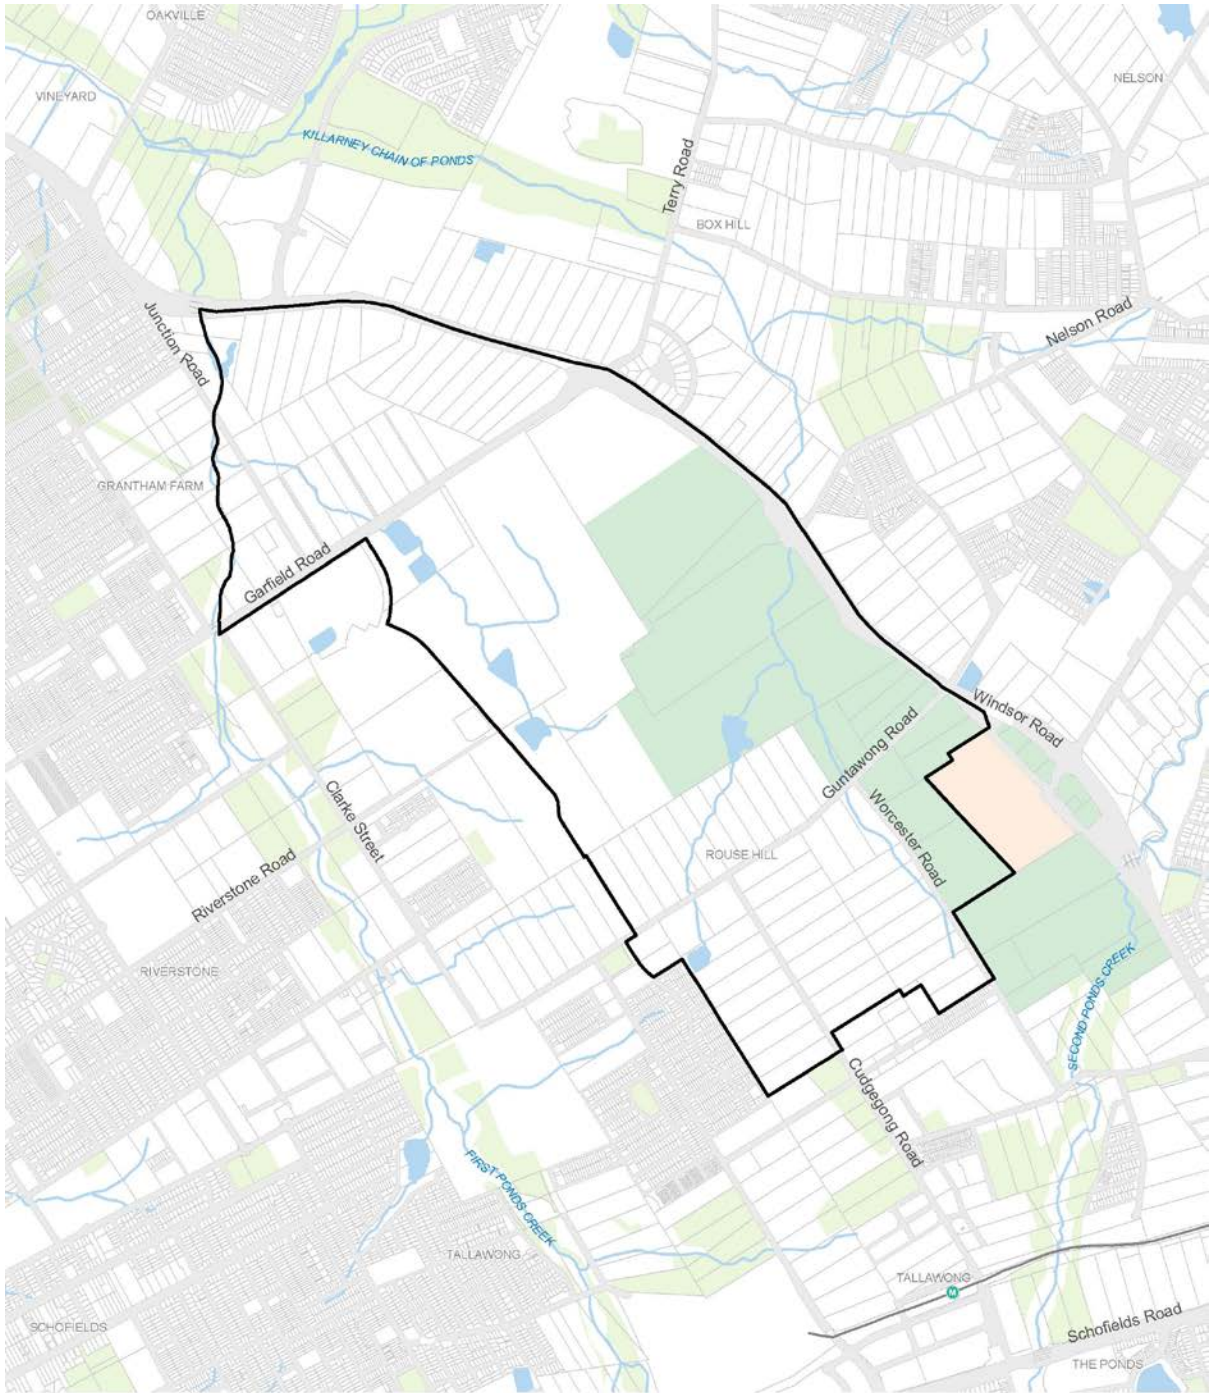 OAKVILLE
NELSON
VINEYARD
KILLARNEY CHAIN OF PONDS
Terry Road
BOX HILL
Nelson Road
Junction Road
GRANTHAM FARM
Garfield Road
Windsor Road
Guntawong Road
Clarke Street
Worcester Road
ROUSE HILL
Riverstone Road
RIVERSTONE
SECOND PONDS CREEK
Cudgegong Road
FIRST PONDS CREEK
TALLAWONG
TALLAWONG
M
SCHOFIELDS
Schofields Road
THE PONDS